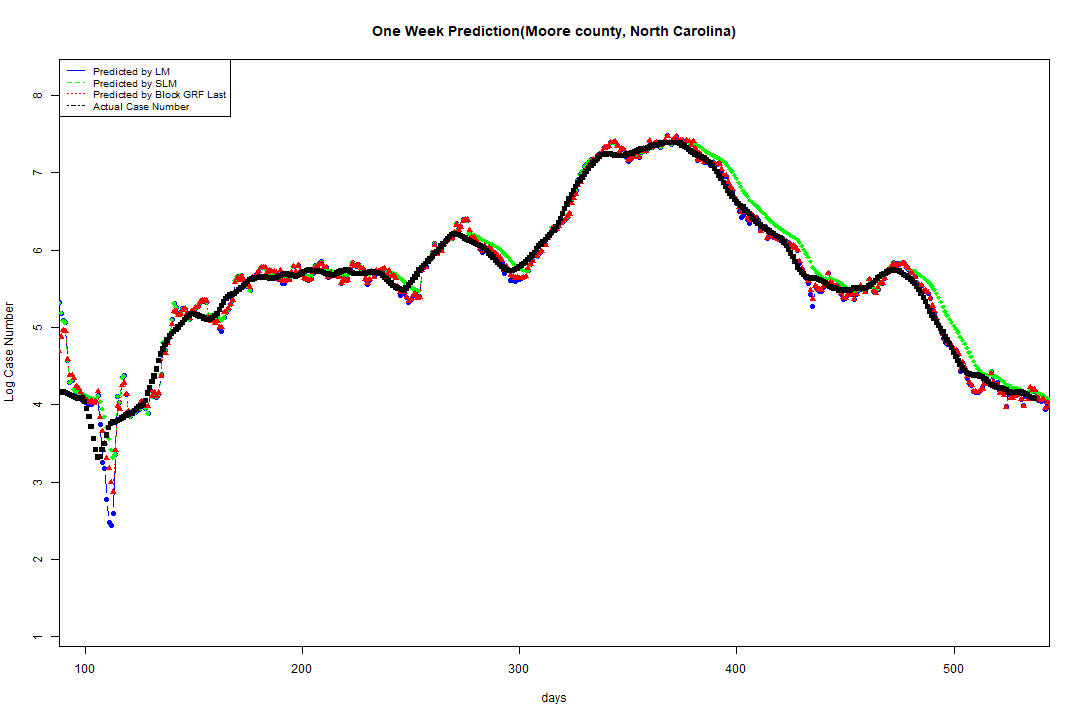 One Week Prediction(Moore county, North Carolina)
Predicted by LM
Predicted by SLM
Predicted by Block GRF Last
Actual Case Number
8
7
6
5
4
3
2
1
Log Case Number
100 200 300 400 500
days